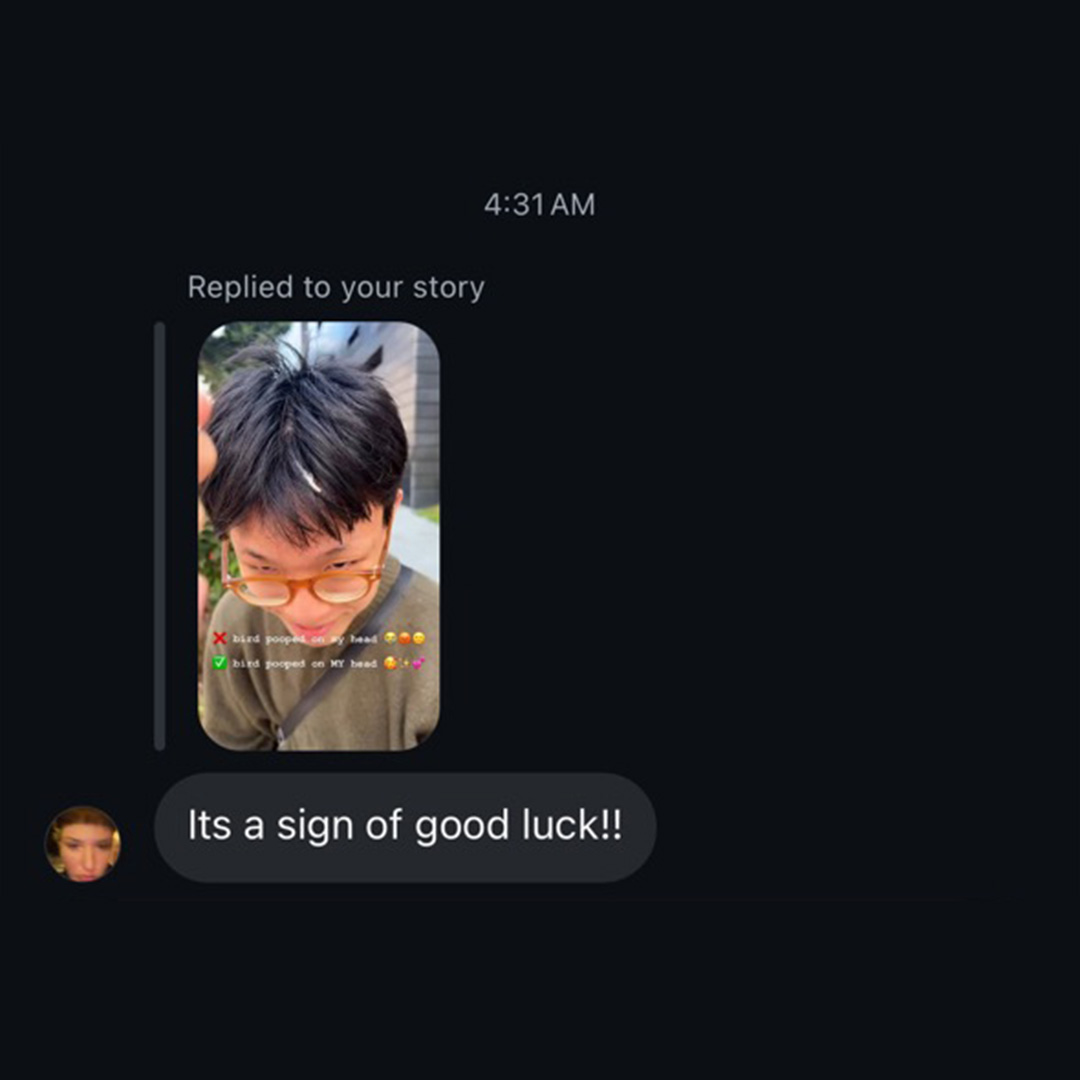 4:31 AM
Replied to your story
❌ bird pooped on my head 😭😡😑
✅ bird pooped on MY head 🥰✨💞
Its a sign of good luck!!